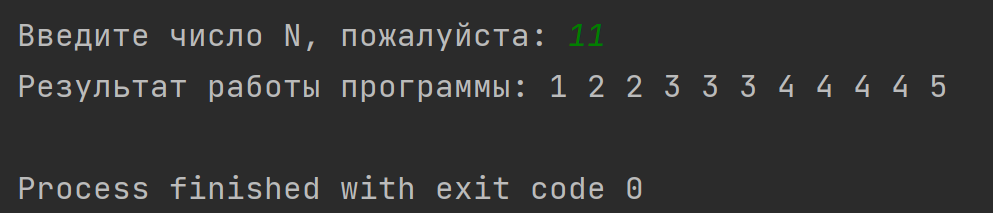 Введите число N, пожалуйста: 11
Результат работы программы: 1 2 2 3 3 3 4 4 4 4 5
Process finished with exit code 0